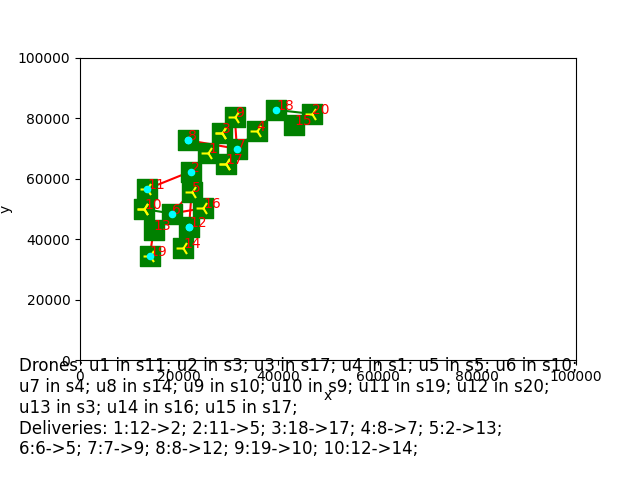 100000
80000
60000
40000
20000
0
0 20000 40000 60000 80000 100000
x
y
Drones: u1 in s11; u2 in s3; u3 in s17; u4 in s1; u5 in s5; u6 in s10;
u7 in s4; u8 in s14; u9 in s10; u10 in s9; u11 in s19; u12 in s20;
u13 in s3; u14 in s16; u15 in s17;
Deliveries: 1:12->2; 2:11->5; 3:18->17; 4:8->7; 5:2->13;
6:6->5; 7:7->9; 8:8->12; 9:19->10; 10:12->14;